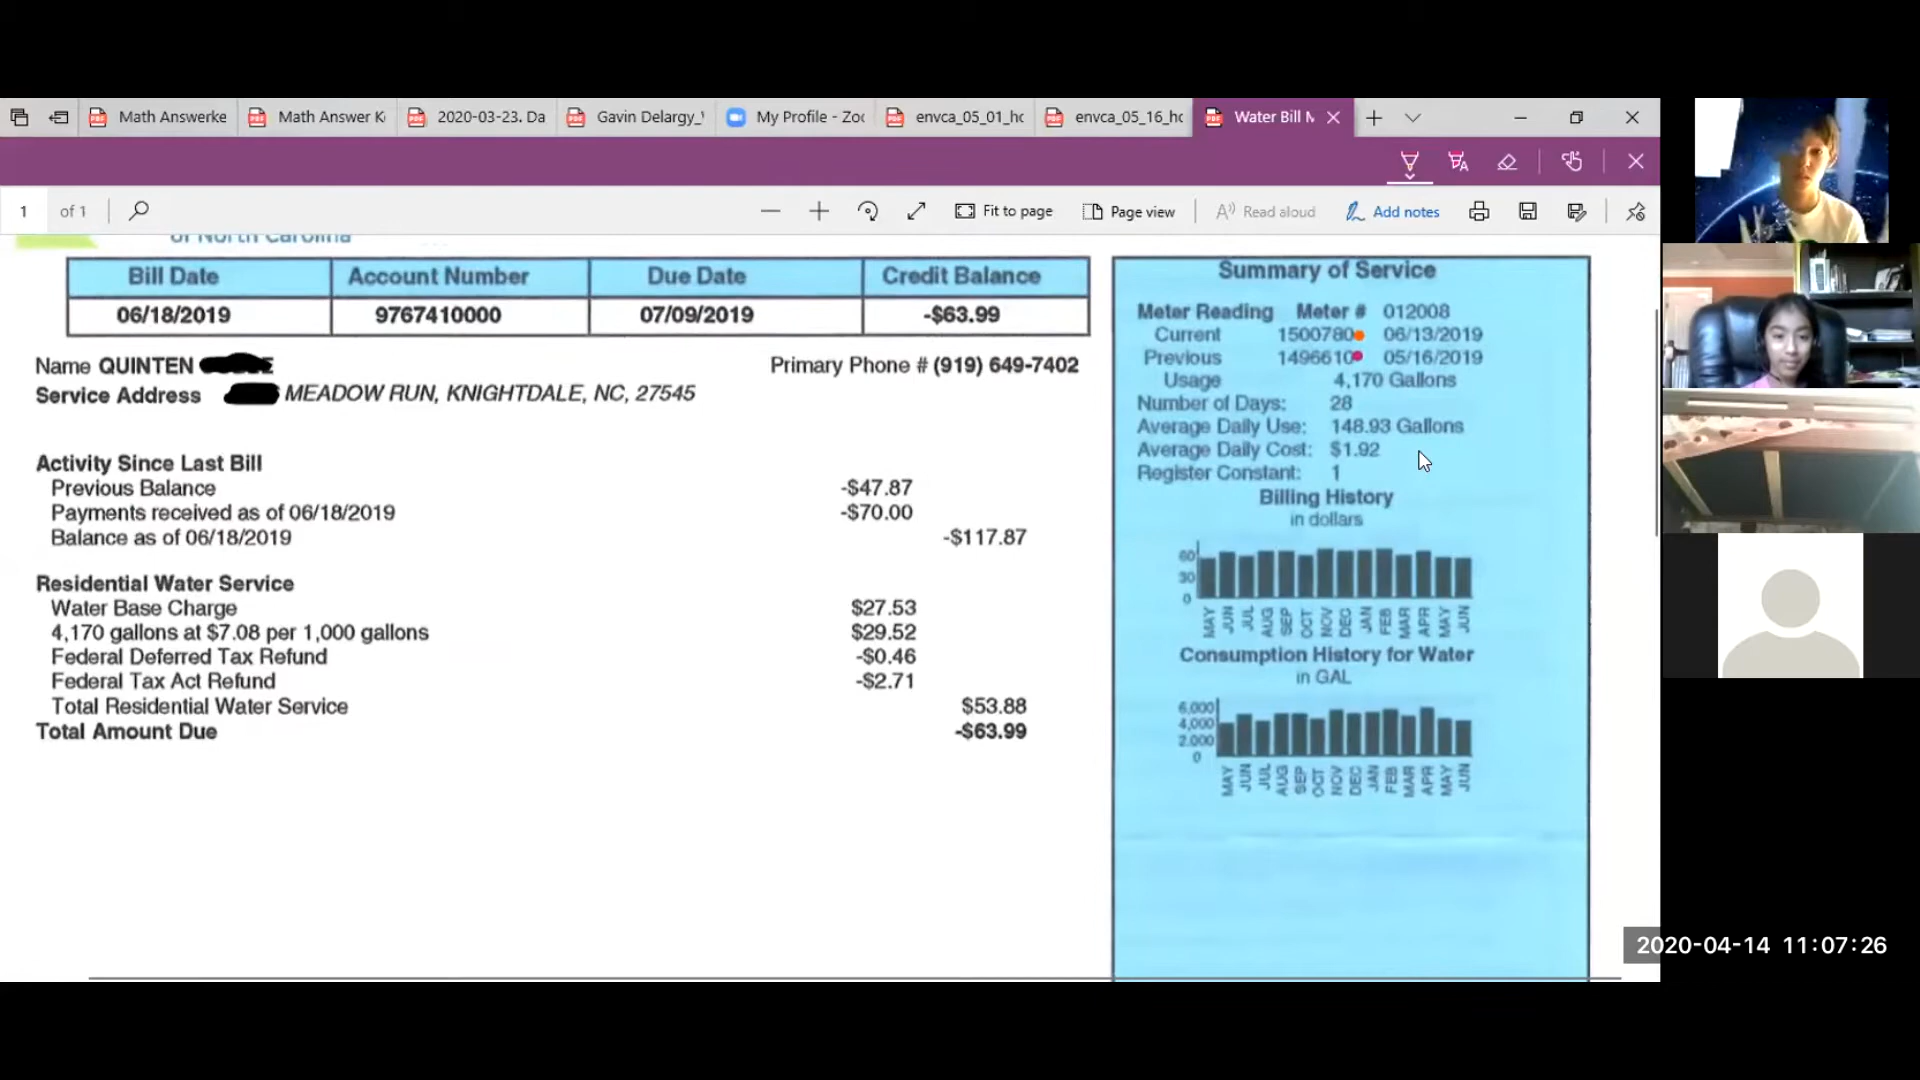 Math Answerke
Math Answer K
2020-03-23. Da
Gavin Delargy_
My Profile - Zoo
envca_05_01_hc
envca_05_16_hc
Water Bill M
1 of 1
Fit to page
Page view
Read aloud
Add notes
of North Carolina
Bill Date Account Number Due Date Credit Balance
06/18/2019 9767410000 07/09/2019 -$63.99
Name QUINTEN
Primary Phone # (919) 649-7402
Service Address MEADOW RUN, KNIGHTDALE, NC, 27545
Activity Since Last Bill
Previous Balance -$47.87
Payments received as of 06/18/2019 -$70.00
Balance as of 06/18/2019 -$117.87
Residential Water Service
Water Base Charge $27.53
4,170 gallons at $7.08 per 1,000 gallons $29.52
Federal Deferred Tax Refund -$0.46
Federal Tax Act Refund -$2.71
Total Residential Water Service $53.88
Total Amount Due -$63.99
Summary of Service
Meter Reading Meter # 012008
Current 1500780 06/13/2019
Previous 1496610 05/16/2019
Usage 4,170 Gallons
Number of Days: 28
Average Daily Use: 148.93 Gallons
Average Daily Cost: $1.92
Register Constant: 1
Billing History
in dollars
60
30
0
MAY JUN JUL AUG SEP OCT NOV DEC JAN FEB MAR APR MAY JUN
Consumption History for Water
in GAL
6,000
4,000
2.000
0
MAY JUN JUL AUG SEP OCT NOV DEC JAN FEB MAR APR MAY JUN
2020-04-14 11:07:26